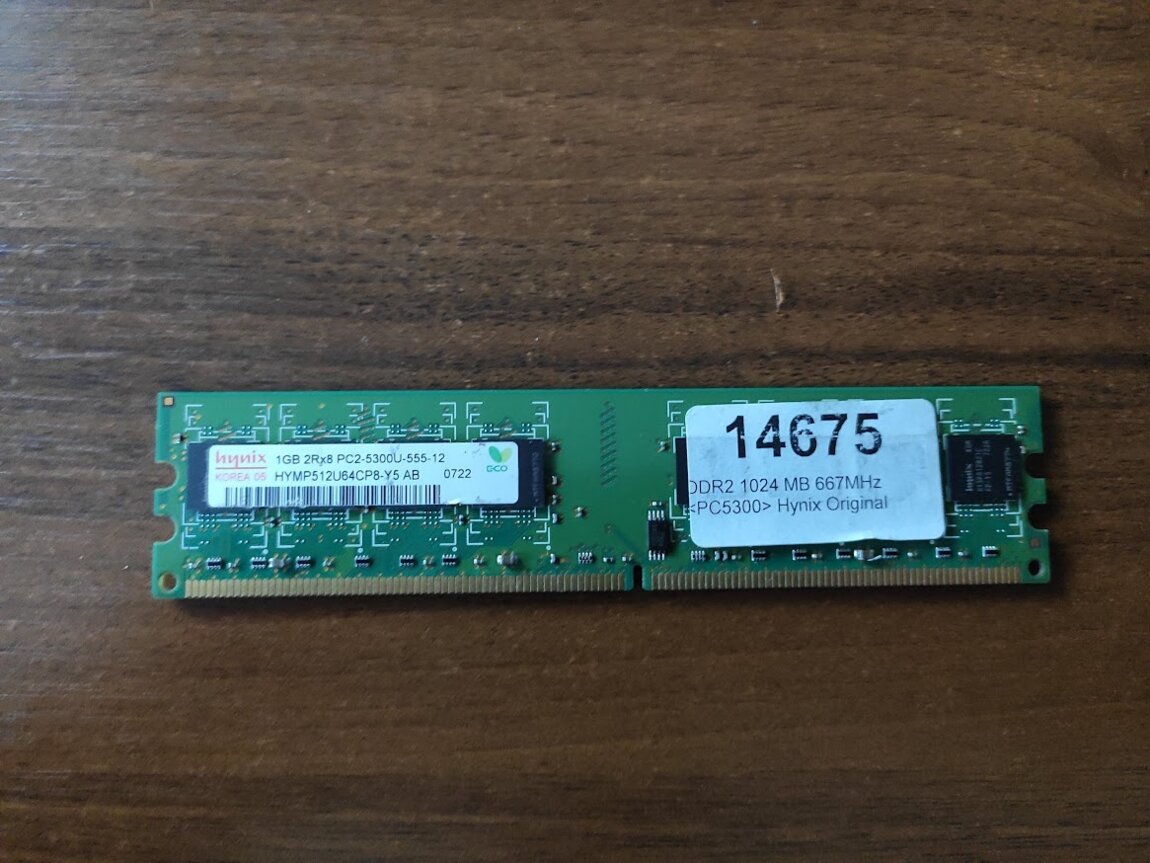 hynix 1GB 2Rx8 PC2-5300U-555-12
KOREA 05 HYMP512U64CP8-Y5 AB 0722
ECO
14675
DDR2 1024 MB 667MHz
<PC5300> Hynix Original
hynix